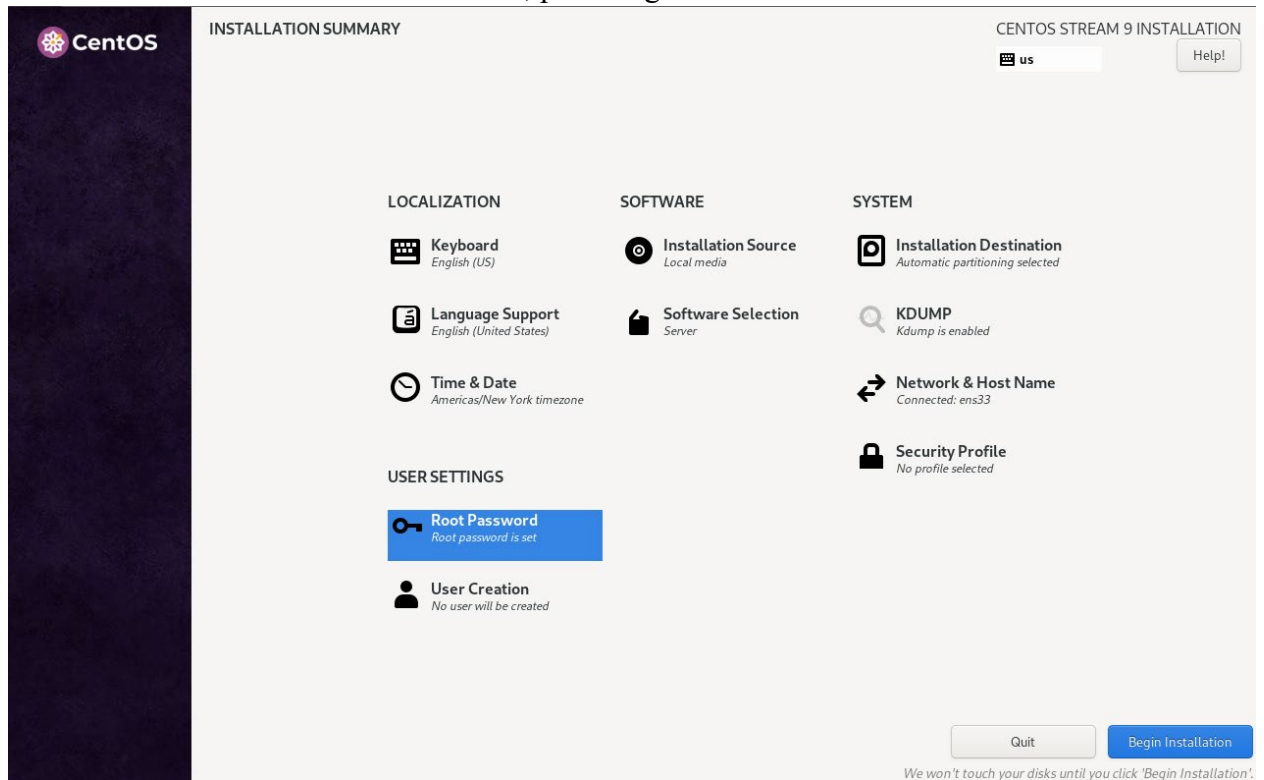 CentOS
INSTALLATION SUMMARY
CENTOS STREAM 9 INSTALLATION
us
Help!
LOCALIZATION
Keyboard
English (US)
Language Support
English (United States)
Time & Date
Americas/New York timezone
SOFTWARE
Installation Source
Local media
Software Selection
Server
SYSTEM
Installation Destination
Automatic partitioning selected
KDUMP
Kdump is enabled
Network & Host Name
Connected: ens33
Security Profile
No profile selected
USER SETTINGS
Root Password
Root password is set
User Creation
No user will be created
Quit
Begin Installation
We won't touch your disks until you click 'Begin Installation'.